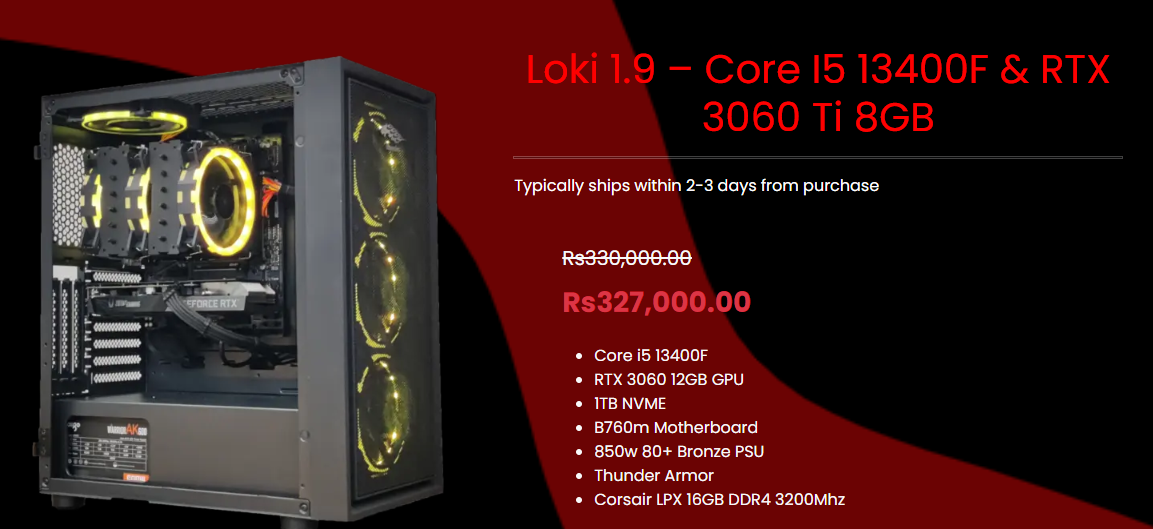 Loki 1.9 – Core I5 13400F & RTX
3060 Ti 8GB
Typically ships within 2-3 days from purchase
Rs330,000.00
Rs327,000.00
Core i5 13400F
RTX 3060 12GB GPU
1TB NVME
B760m Motherboard
850w 80+ Bronze PSU
Thunder Armor
Corsair LPX 16GB DDR4 3200Mhz
GEFORCE RTX